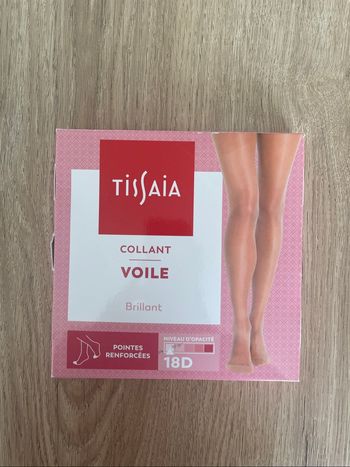 TISSAIA
COLLANT
VOILE
Brillant
POINTES
RENFORCÉES
NIVEAU D'OPACITÉ
18D